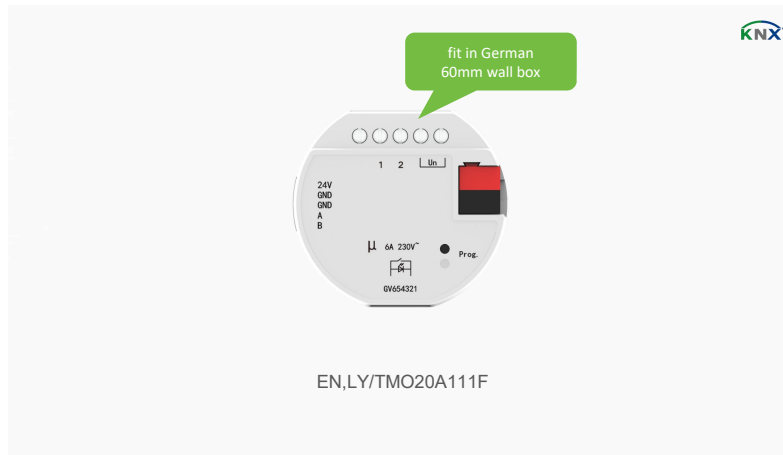 KNX
fit in German
60mm wall box
1 2 Un
24V
GND
GND
A
B
μ 6A 230V~
Prog.
GV654321
EN,LY/TMO20A111F